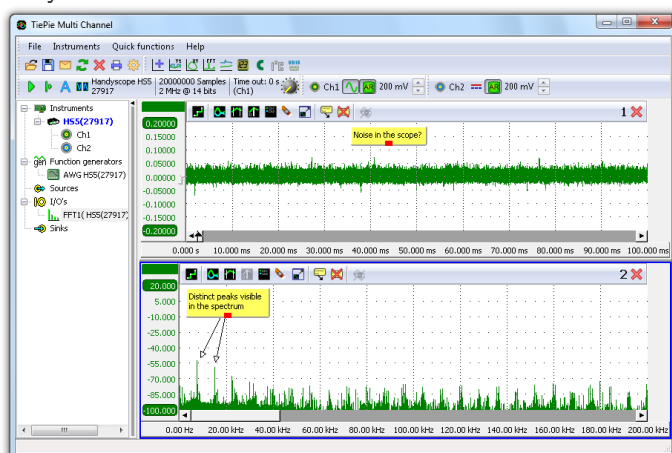 TiePie Multi Channel
File Instruments Quick functions Help
Handyscope HS5 27917
20000000 Samples
2 MHz @ 14 bits
Time out: 0 s
(Ch1)
Ch1
AR
200 mV
Ch2
AR
200 mV
Instruments
HS5(27917)
Ch1
Ch2
Function generators
AWG HS5(27917)
Sources
I/O's
FFT1( HS5(27917)
Sinks
1
0.20000
0.15000
0.10000
0.05000
-0.05000
-0.10000
-0.15000
-0.20000
Noise in the scope?
0.000 s 10.000 ms 20.000 ms 30.000 ms 40.000 ms 50.000 ms 60.000 ms 70.000 ms 80.000 ms 90.000 ms 100.000 ms
2
20.000
5.000
-10.000
-25.000
-40.000
-55.000
-70.000
-85.000
-100.000
Distinct peaks visible
in the spectrum
0.00 Hz 20.00 kHz 40.00 kHz 60.00 kHz 80.00 kHz 100.00 kHz 120.00 kHz 140.00 kHz 160.00 kHz 180.00 kHz 200.00 kHz